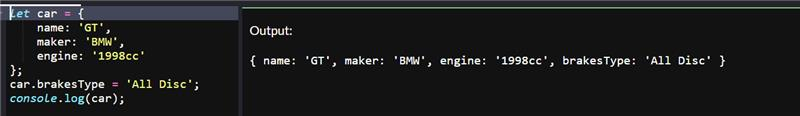 let car = {
    name: 'GT',
    maker: 'BMW',
    engine: '1998cc'
};
car.brakesType = 'All Disc';
console.log(car);
Output:
{ name: 'GT', maker: 'BMW', engine: '1998cc', brakesType: 'All Disc' }